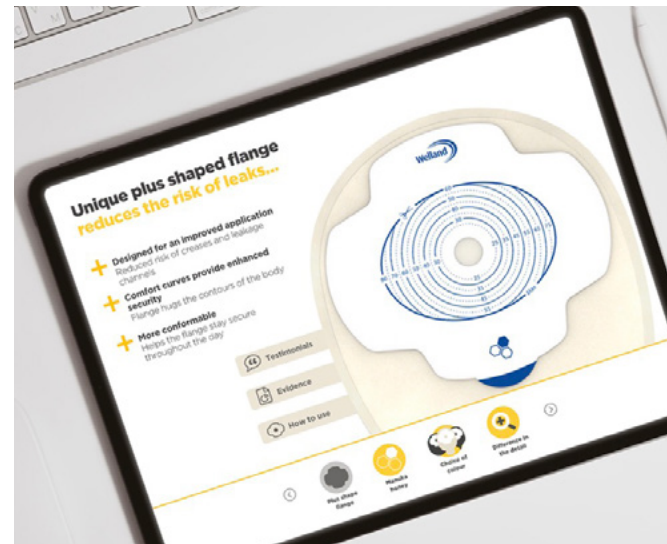 Unique plus shaped flange
reduces the risk of leaks...
Designed for an improved application
Reduced risk of creases and leakage
channels
Comfort curves provide enhanced
security
Flange hugs the contours of the body
More conformable
Helps the flange stay secure
throughout the day
Welland
Testimonials
Evidence
How to use
Plus shape
flange
Manuka
honey
Choice of
colour
Difference in
the detail